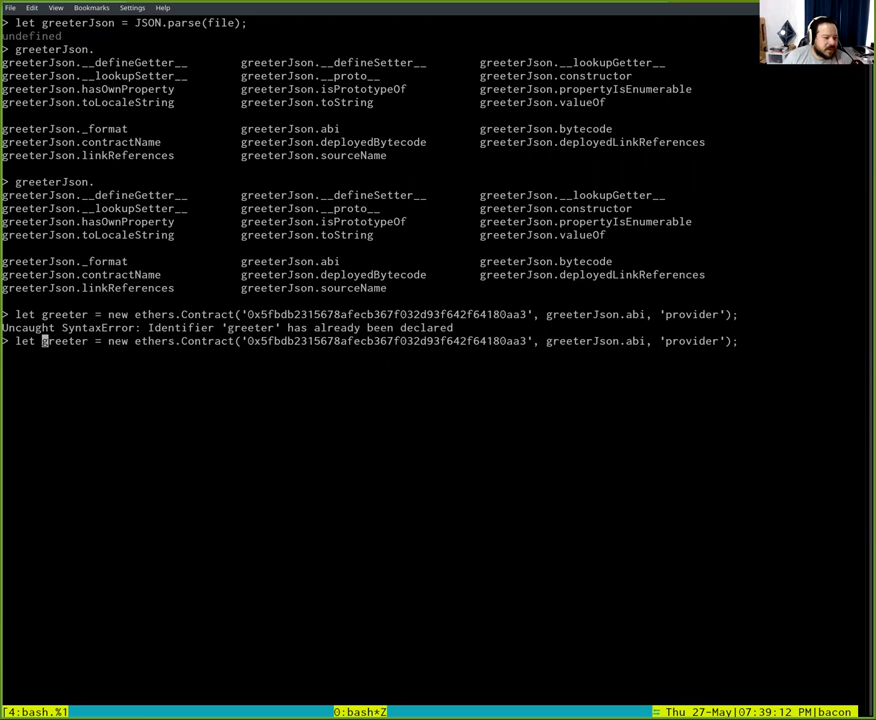 File Edit View Bookmarks Settings Help
> let greeterJson = JSON.parse(file);
undefined
> greeterJson.
greeterJson.__defineGetter__ greeterJson.__defineSetter__ greeterJson.__lookupGetter__
greeterJson.__lookupSetter__ greeterJson.__proto__ greeterJson.constructor
greeterJson.hasOwnProperty greeterJson.isPrototypeOf greeterJson.propertyIsEnumerable
greeterJson.toLocaleString greeterJson.toString greeterJson.valueOf
greeterJson._format greeterJson.abi greeterJson.bytecode
greeterJson.contractName greeterJson.deployedBytecode greeterJson.deployedLinkReferences
greeterJson.linkReferences greeterJson.sourceName
> greeterJson.
greeterJson.__defineGetter__ greeterJson.__defineSetter__ greeterJson.__lookupGetter__
greeterJson.__lookupSetter__ greeterJson.__proto__ greeterJson.constructor
greeterJson.hasOwnProperty greeterJson.isPrototypeOf greeterJson.propertyIsEnumerable
greeterJson.toLocaleString greeterJson.toString greeterJson.valueOf
greeterJson._format greeterJson.abi greeterJson.bytecode
greeterJson.contractName greeterJson.deployedBytecode greeterJson.deployedLinkReferences
greeterJson.linkReferences greeterJson.sourceName
> let greeter = new ethers.Contract('0x5fbdb2315678afecb367f032d93f642f64180aa3', greeterJson.abi, 'provider');
Uncaught SyntaxError: Identifier 'greeter' has already been declared
> let greeter = new ethers.Contract('0x5fbdb2315678afecb367f032d93f642f64180aa3', greeterJson.abi, 'provider');
[4:bash.%1 0:bash*Z = Thu 27-May|07:39:12 PM|bacon